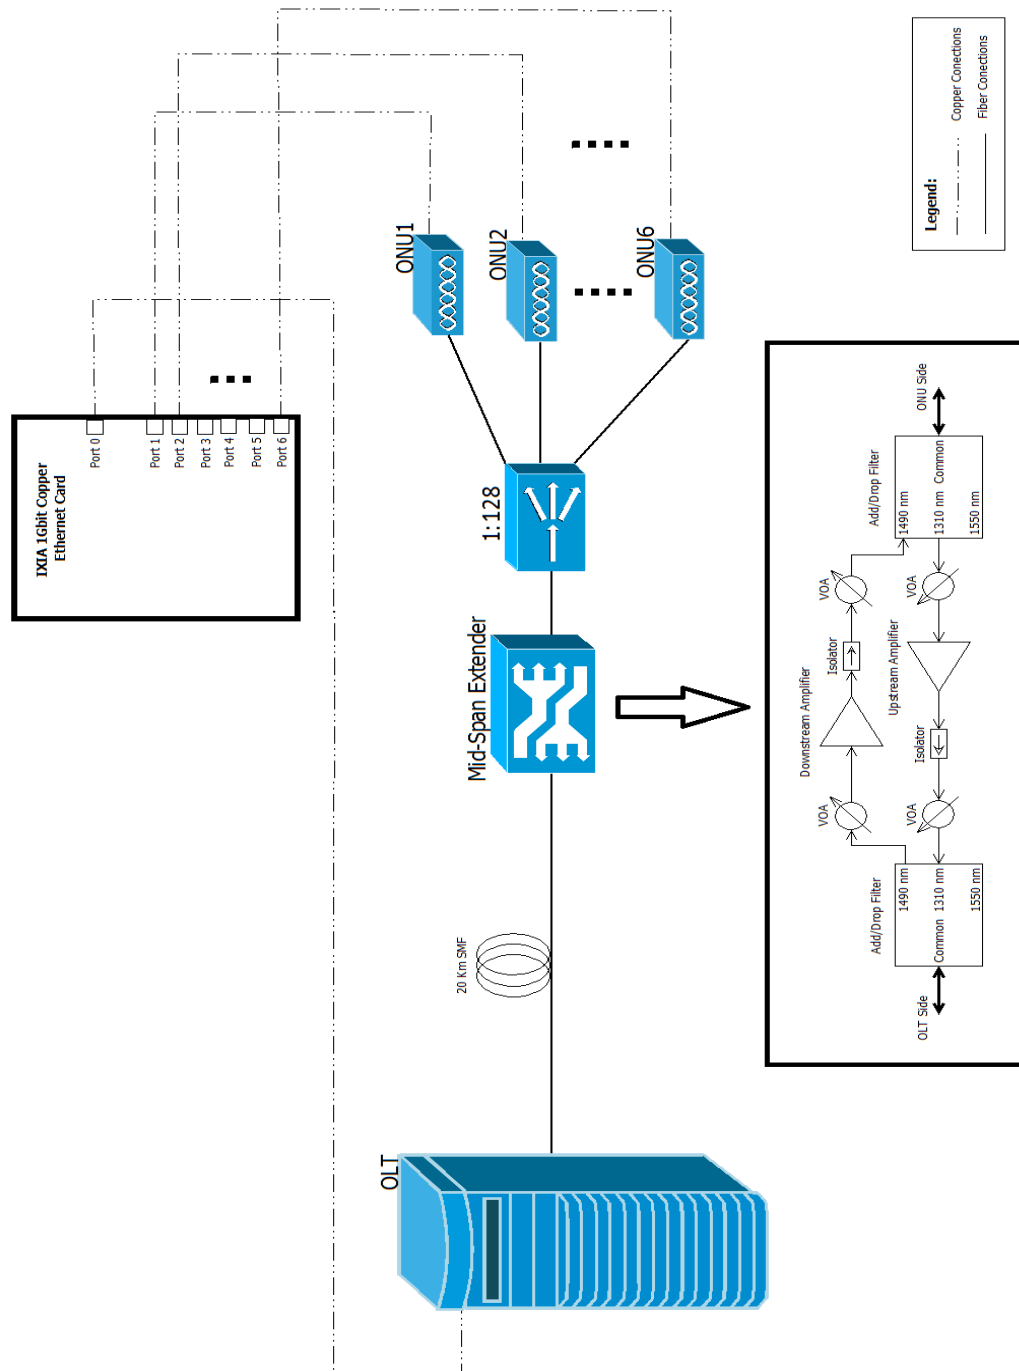 IXIA 1Gbit Copper
Ethernet Card
Port 0
Port 1
Port 2
Port 3
Port 4
Port 5
Port 6
OLT
20 Km SMF
Mid-Span Extender
1:128
ONU1
ONU2
ONU6
Legend:
Copper Conections
Fiber Conections
OLT Side
Add/Drop Filter
1490 nm
Common 1310 nm
1550 nm
VOA
Downstream Amplifier
Isolator
VOA
VOA
Isolator
Upstream Amplifier
VOA
Add/Drop Filter
1490 nm
1310 nm Common
1550 nm
ONU Side